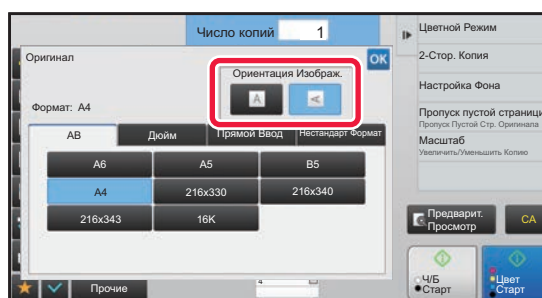 Число копий 1
Оригинал
OK
Ориентация Изображ.
A
A
Формат: A4
AB
Дюйм
Прямой Ввод
Нестандарт Формат
A6
A5
B5
A4
216x330
216x340
216x343
16K
Прочие
4
Цветной Режим
2-Стор. Копия
Настройка Фона
Пропуск пустой страници
Пропуск Пустой Стр. Оригинала
Масштаб
Увеличить/Уменьшить Копию
Предварит.
Просмотр
CA
Ч/Б
Старт
Цвет
Старт